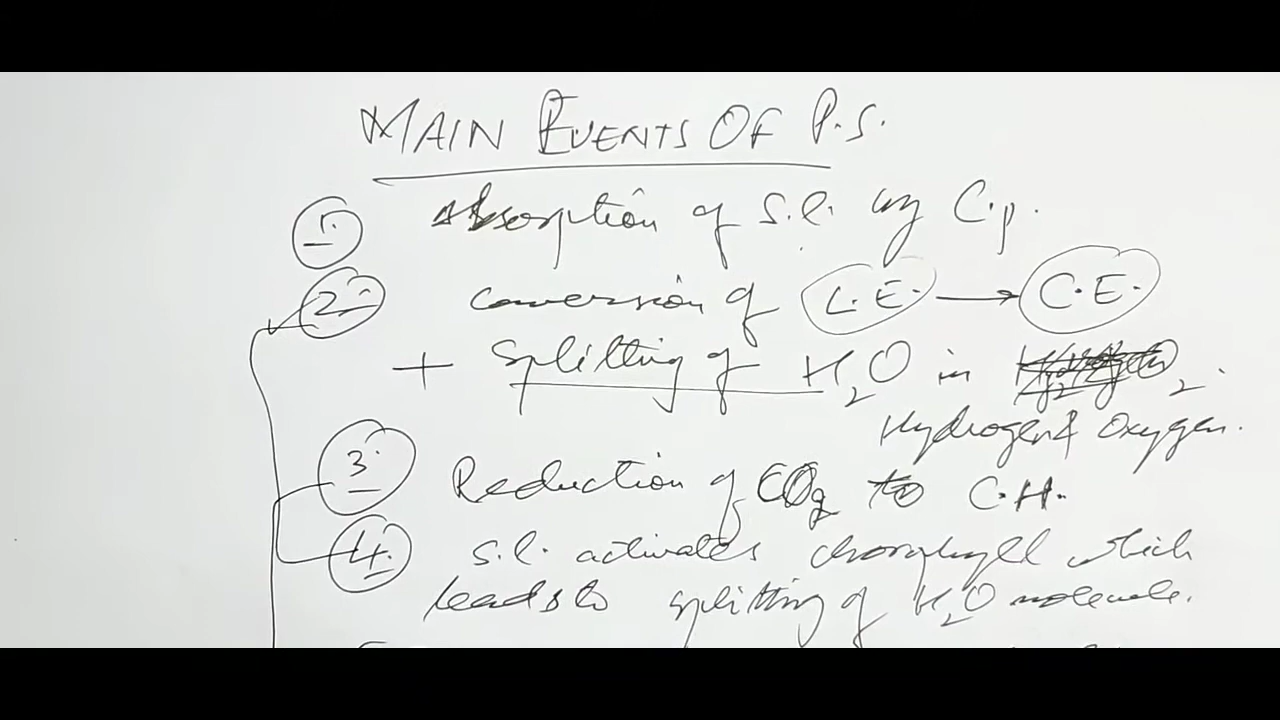 MAIN EVENTS OF P.S.
1. Absorption of S.l. by C.p.
2. Conversion of L.E. → C.E.
+ Splitting of H2O in
Hydrogen & Oxygen.
3. Reduction of CO2 to C.H.
4. S.l. activates which
leads to splitting of H2O molecule.